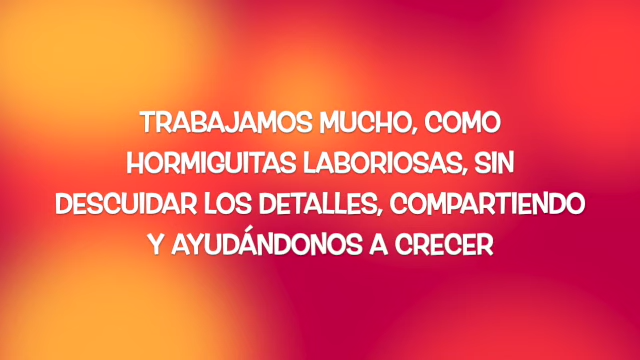 TRABAJAMOS MUCHO, COMO
HORMIGUITAS LABORIOSAS, SIN
DESCUIDAR LOS DETALLES, COMPARTIENDO
Y AYUDÁNDONOS A CRECER